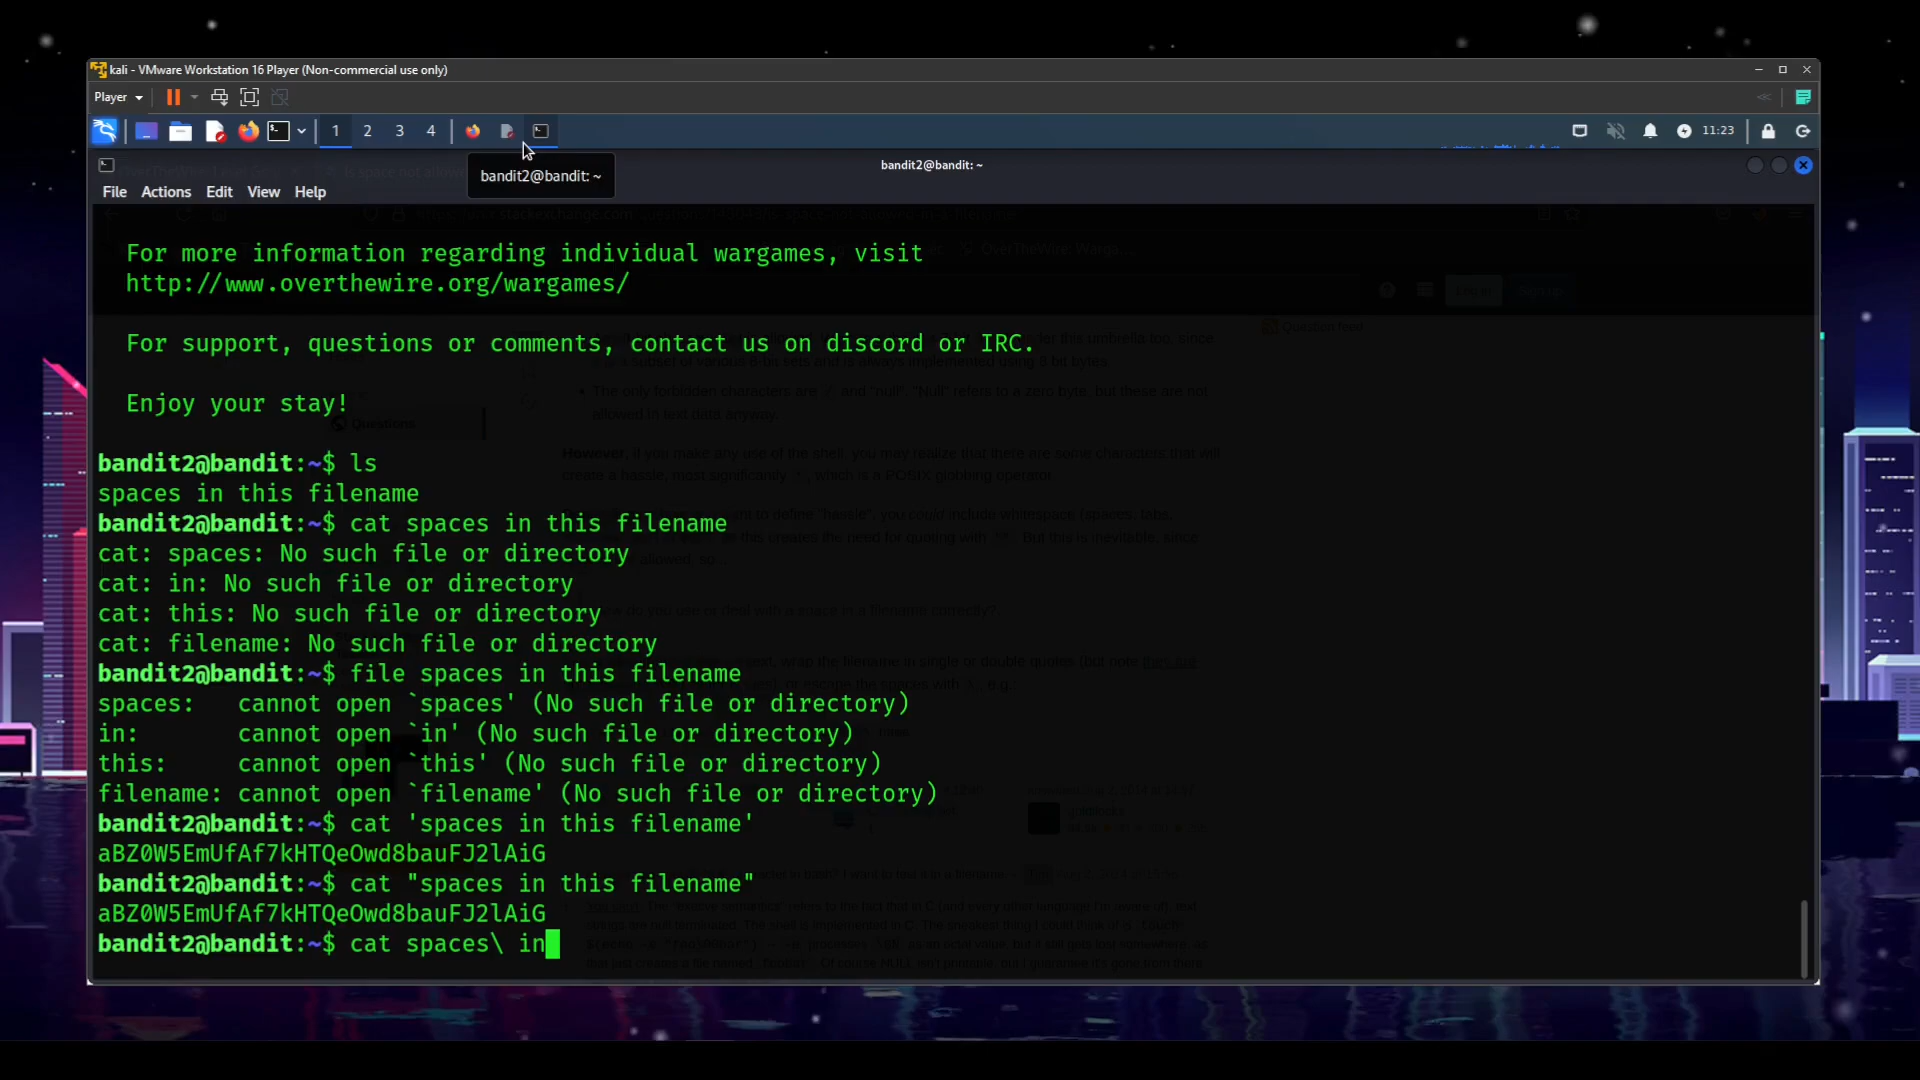 kali - VMware Workstation 16 Player (Non-commercial use only)
Player
1 2 3 4
11:23
bandit2@bandit: ~
bandit2@bandit: ~
File Actions Edit View Help
For more information regarding individual wargames, visit
http://www.overthewire.org/wargames/
For support, questions or comments, contact us on discord or IRC.
Enjoy your stay!
bandit2@bandit:~$ ls
spaces in this filename
bandit2@bandit:~$ cat spaces in this filename
cat: spaces: No such file or directory
cat: in: No such file or directory
cat: this: No such file or directory
cat: filename: No such file or directory
bandit2@bandit:~$ file spaces in this filename
spaces:   cannot open `spaces' (No such file or directory)
in:       cannot open `in' (No such file or directory)
this:     cannot open `this' (No such file or directory)
filename: cannot open `filename' (No such file or directory)
bandit2@bandit:~$ cat 'spaces in this filename'
aBZ0W5EmUfAf7kHTQeOwd8bauFJ2lAiG
bandit2@bandit:~$ cat "spaces in this filename"
aBZ0W5EmUfAf7kHTQeOwd8bauFJ2lAiG
bandit2@bandit:~$ cat spaces\ in